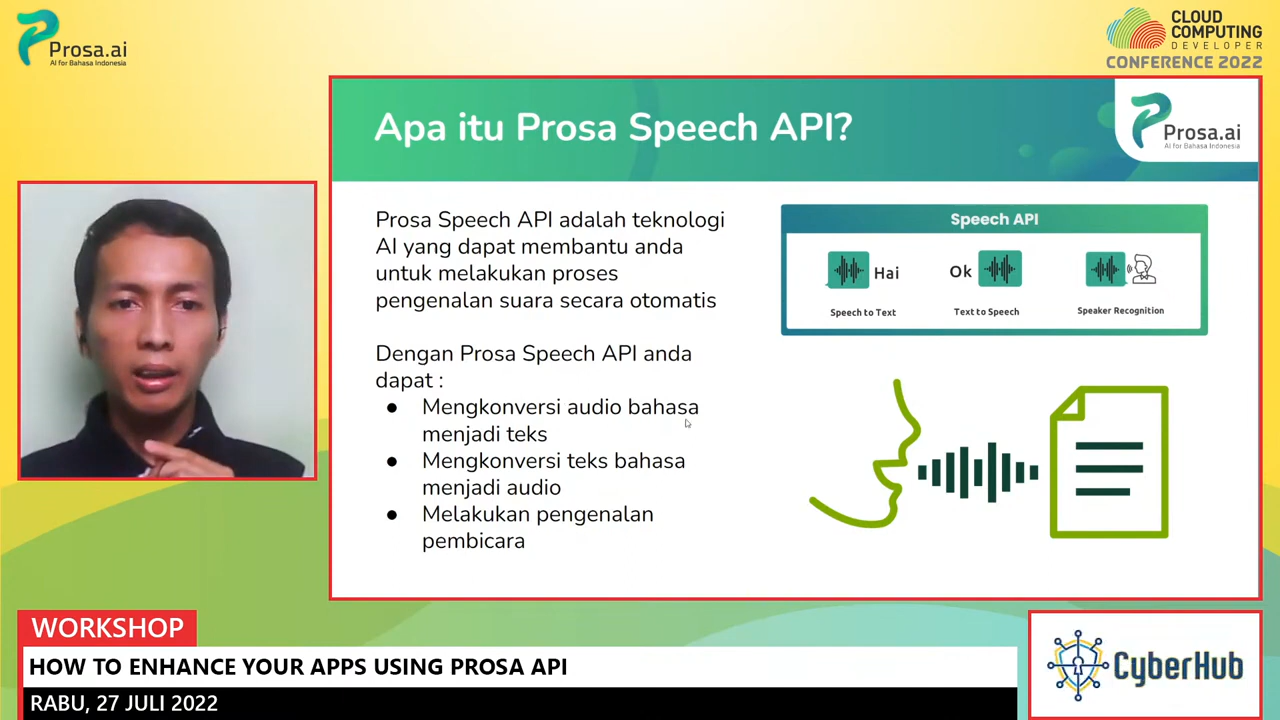 Prosa.ai
AI for Bahasa Indonesia
CLOUD
COMPUTING
DEVELOPER
CONFERENCE 2022
Apa itu Prosa Speech API?
Prosa.ai
AI for Bahasa Indonesia
Prosa Speech API adalah teknologi
AI yang dapat membantu anda
untuk melakukan proses
pengenalan suara secara otomatis
Dengan Prosa Speech API anda
dapat :
● Mengkonversi audio bahasa
menjadi teks
● Mengkonversi teks bahasa
menjadi audio
● Melakukan pengenalan
pembicara
Speech API
Hai
Speech to Text
Ok
Text to Speech
Speaker Recognition
WORKSHOP
HOW TO ENHANCE YOUR APPS USING PROSA API
RABU, 27 JULI 2022
CyberHub